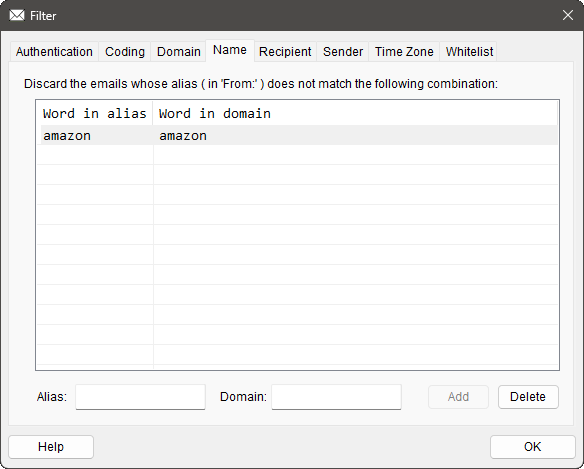 Filter
Authentication Coding Domain Name Recipient Sender Time Zone Whitelist
Discard the emails whose alias ( in 'From:' ) does not match the following combination:
Word in alias Word in domain
amazon amazon
Alias: Domain: Add Delete
Help OK